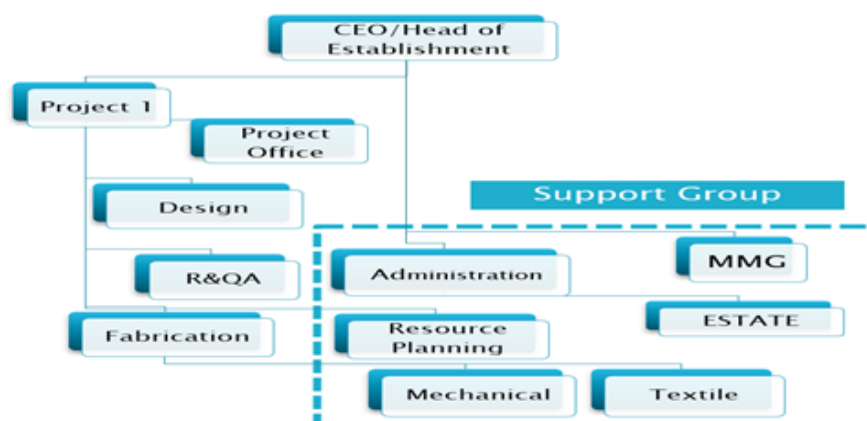 CEO/Head of
Establishment
Project 1
Project
Office
Design
Support Group
R&QA
Administration
MMG
Fabrication
Resource
Planning
ESTATE
Mechanical
Textile